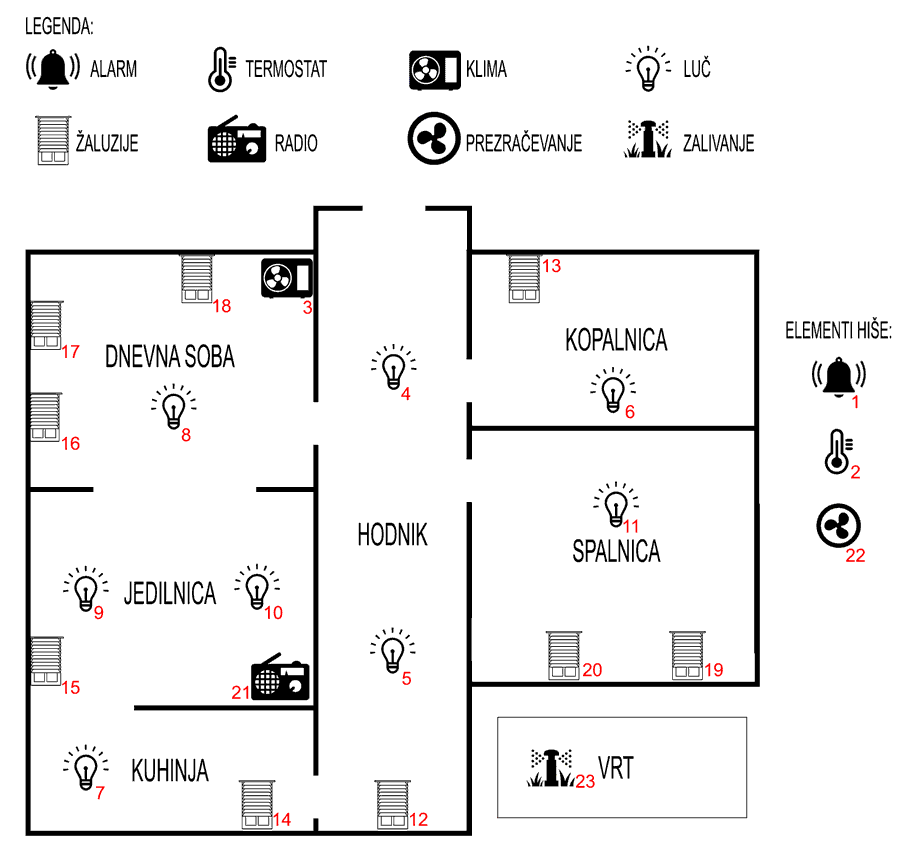 LEGENDA:
ALARM
TERMOSTAT
KLIMA
LUČ
ŽALUZIJE
RADIO
PREZRAČEVANJE
ZALIVANJE
18
3
13
17
DNEVNA SOBA
KOPALNICA
ELEMENTI HIŠE:
4
6
1
8
16
2
11
HODNIK
SPALNICA
22
JEDILNICA
9
10
5
20
19
15
21
KUHINJA
VRT
23
7
14
12